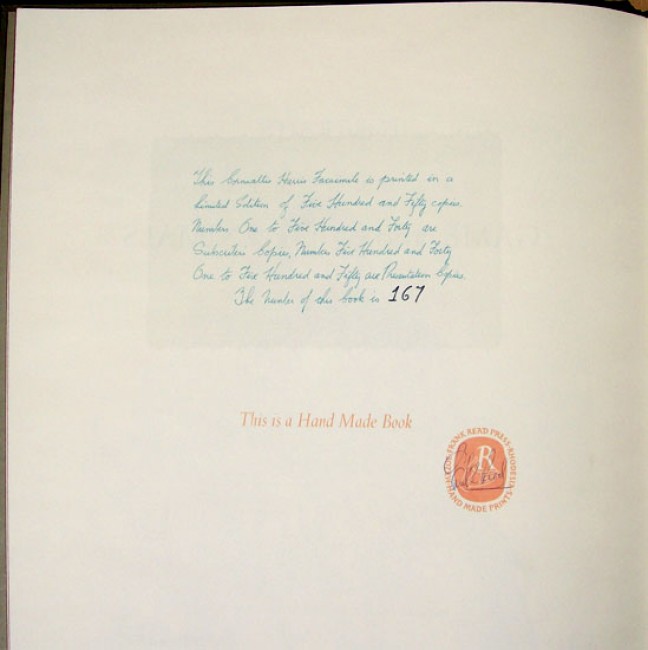 This Cornwallis Harris Facsimile is printed in a
Limited Edition of Five Hundred and Fifty copies.
Numbers One to Five Hundred and Forty are
Subscriber Copies, Numbers Five Hundred and Forty
One to Five Hundred and Fifty are Presentation Copies.
The Number of this book is 167
This is a Hand Made Book
FRANK READ PRESS · RHODESIA
R
HAND MADE PRINTS